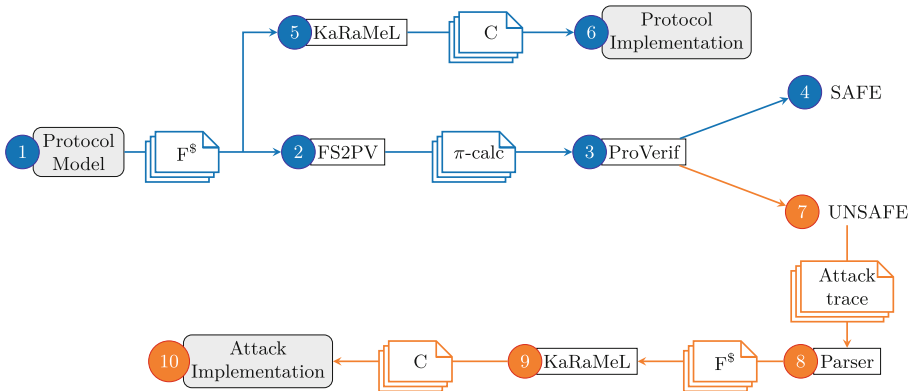 5 KaRaMeL
C
6 Protocol
Implementation
4 SAFE
1 Protocol
Model
F$
2 FS2PV
π-calc
3 ProVerif
7 UNSAFE
Attack
trace
10 Attack
Implementation
C
9 KaRaMeL
F$
8 Parser